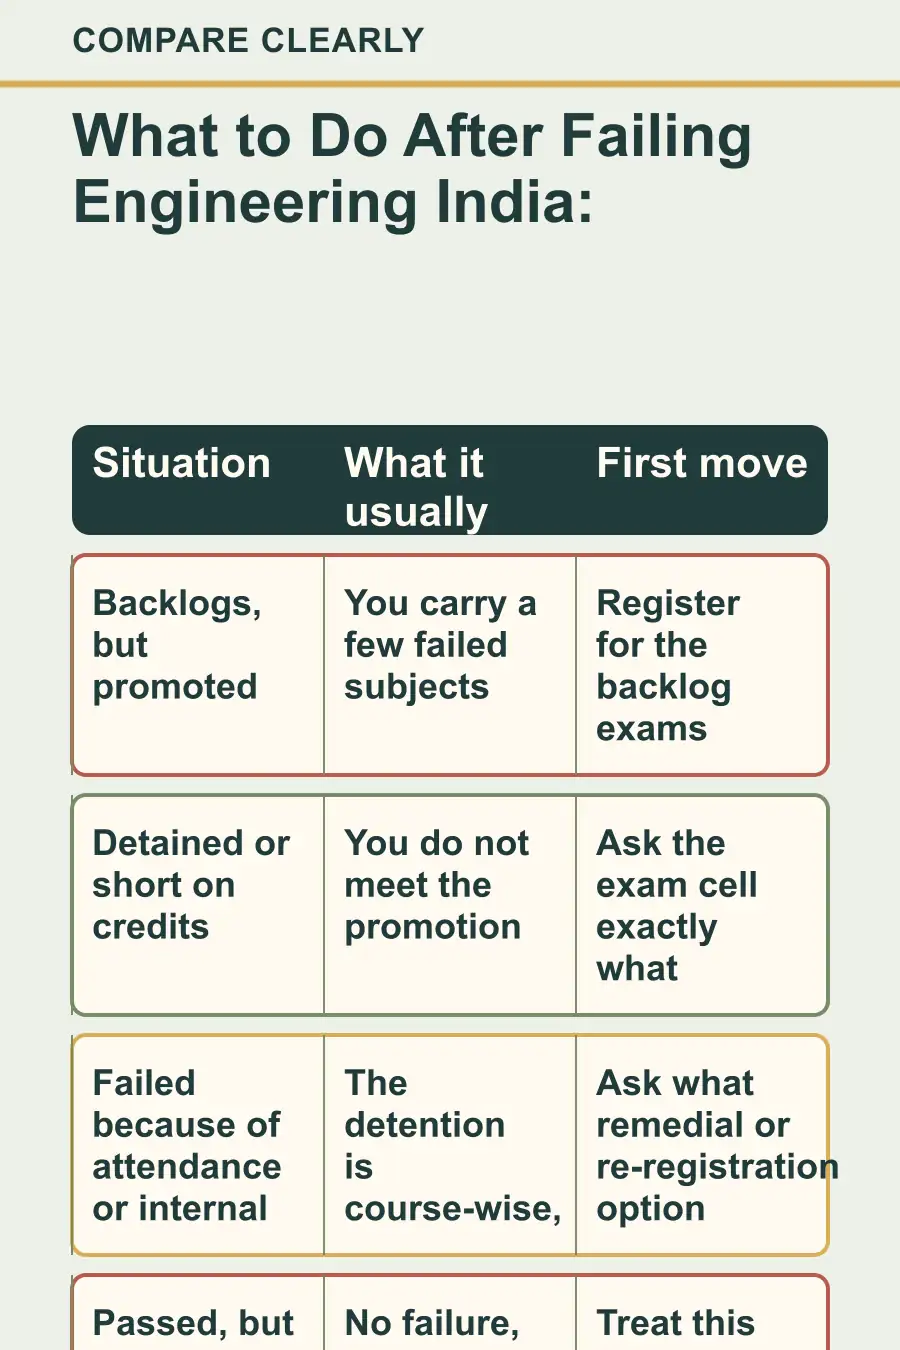 COMPARE CLEARLY
What to Do After Failing
Engineering India:
Situation
What it
usually
First move
Backlogs,
but
promoted
You carry a
few failed
subjects
Register
for the
backlog
exams
Detained or
short on
credits
You do not
meet the
promotion
Ask the
exam cell
exactly
what
Failed
because of
attendance
or internal
The
detention
is
course-wise,
Ask what
remedial or
re-registration
option
Passed, but
No failure,
Treat this